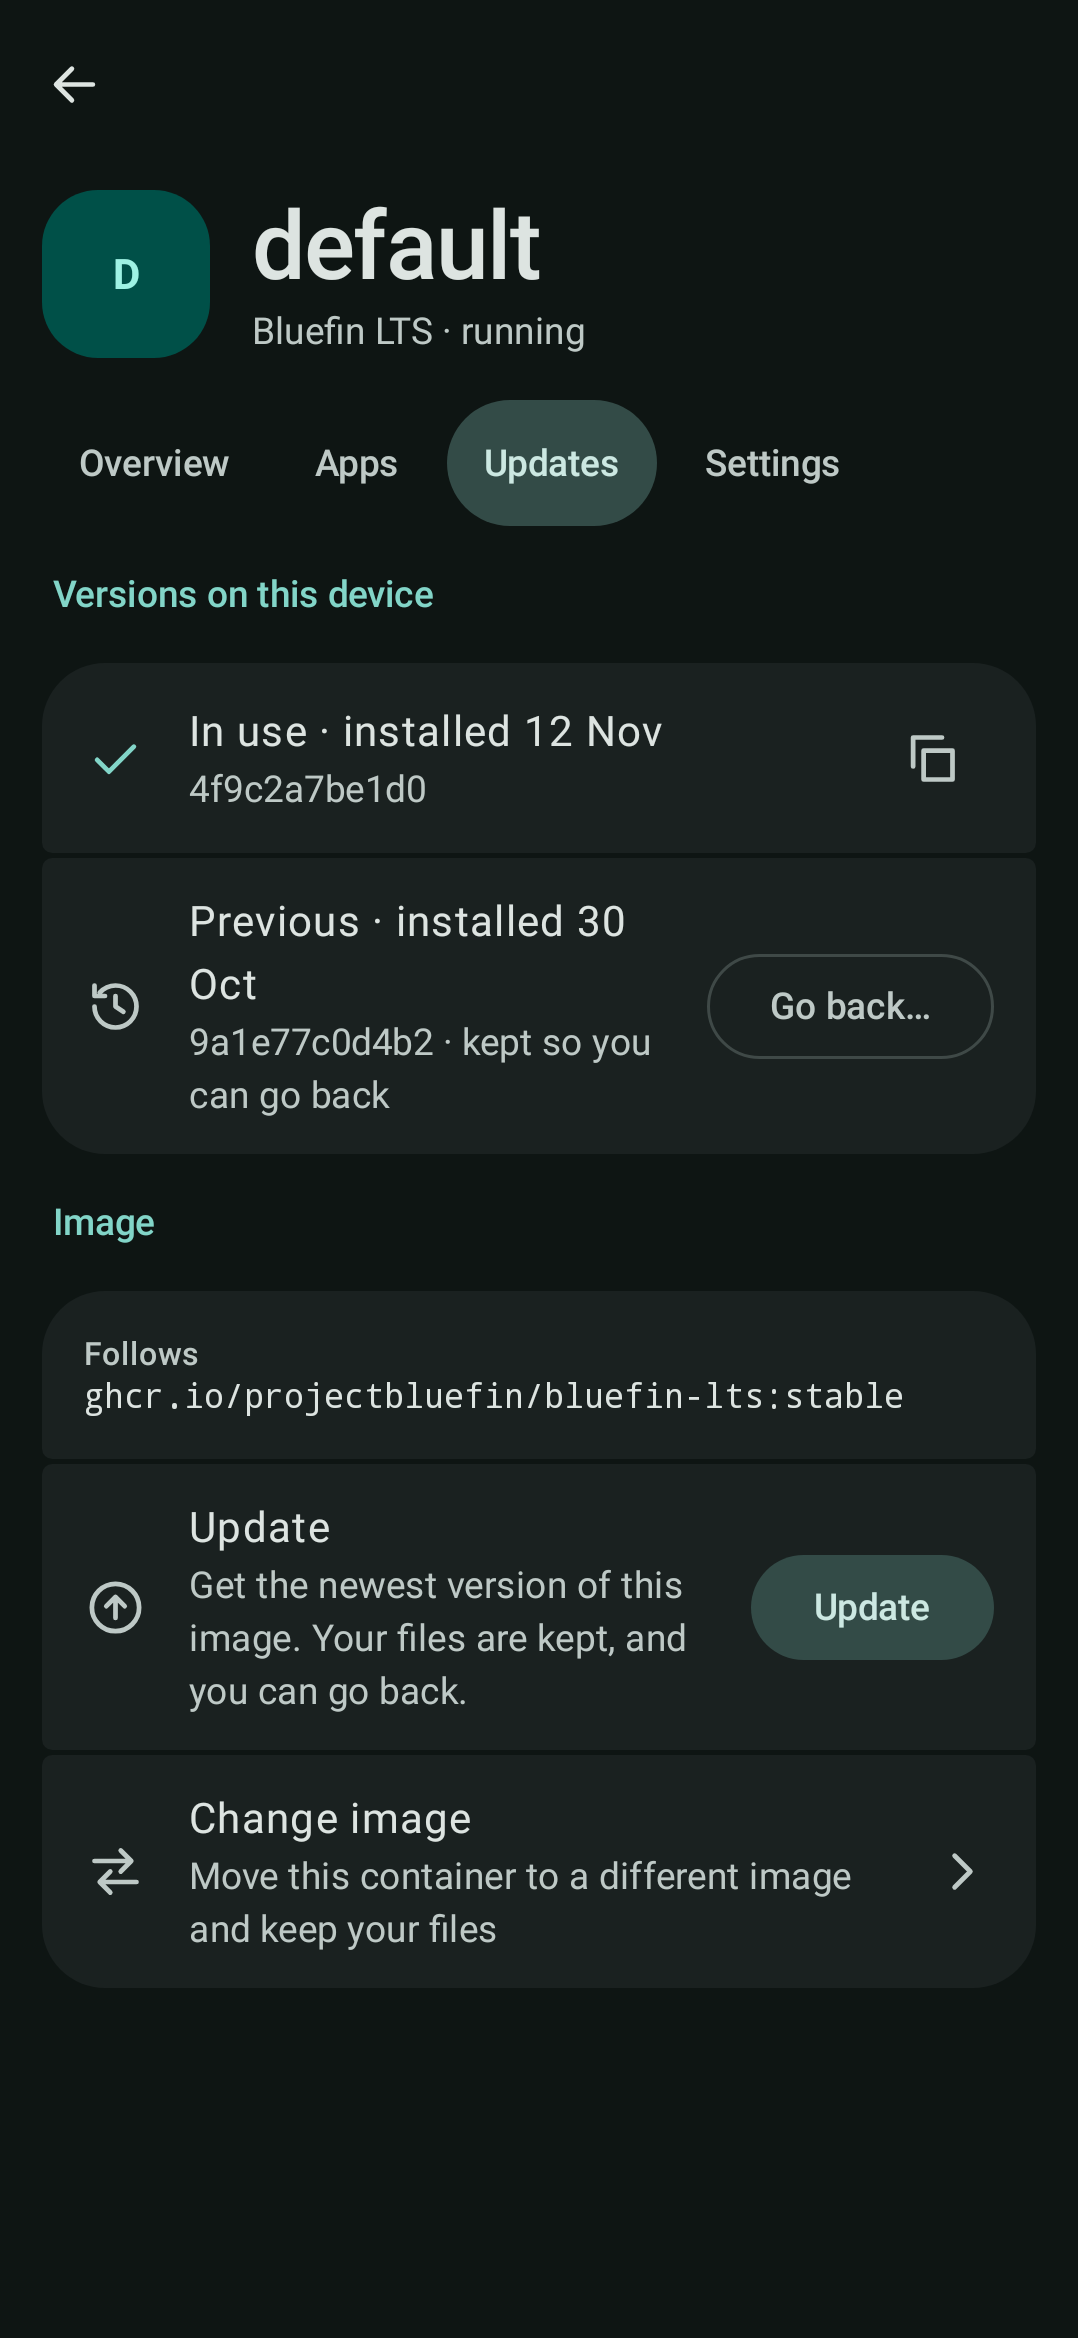 D
default
Bluefin LTS · running
Overview
Apps
Updates
Settings
Versions on this device
In use · installed 12 Nov
4f9c2a7be1d0
Previous · installed 30
Oct
9a1e77c0d4b2 · kept so you
can go back
Go back…
Image
Follows
ghcr.io/projectbluefin/bluefin-lts:stable
Update
Get the newest version of this
image. Your files are kept, and
you can go back.
Update
Change image
Move this container to a different image
and keep your files